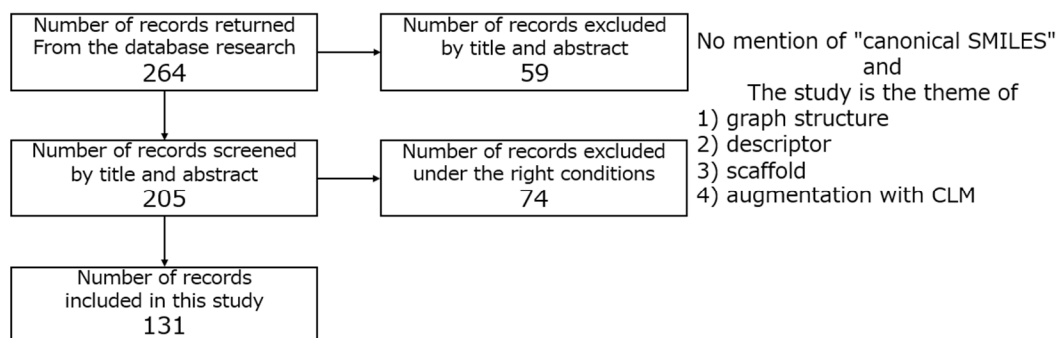 Number of records returned
From the database research
264
Number of records excluded
by title and abstract
59
No mention of "canonical SMILES"
and
The study is the theme of
1) graph structure
2) descriptor
3) scaffold
4) augmentation with CLM
Number of records screened
by title and abstract
205
Number of records excluded
under the right conditions
74
Number of records
included in this study
131